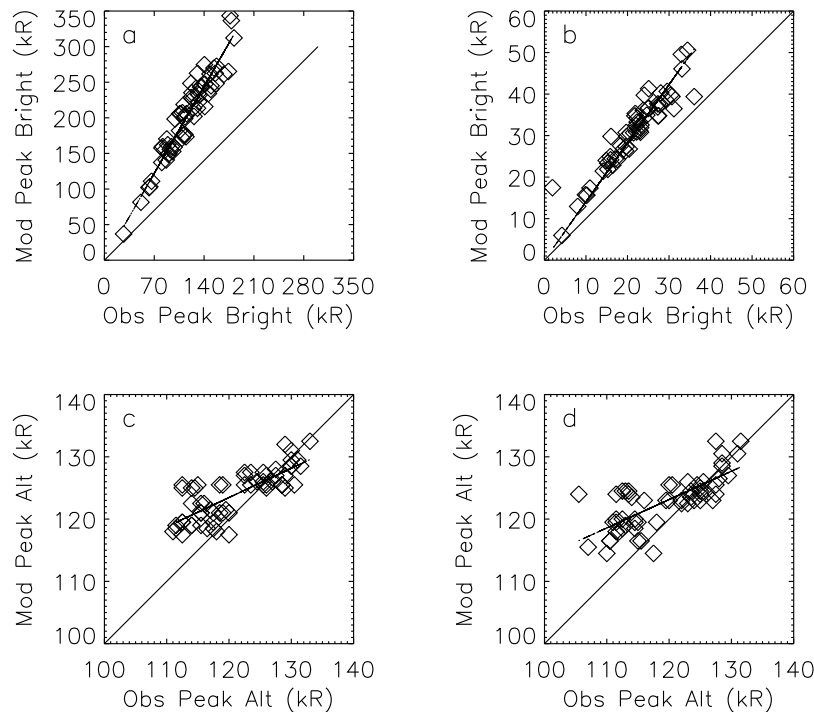 a
350
300
250
200
150
100
50
0
Mod Peak Bright (kR)
0 70 140 210 280 350
Obs Peak Bright (kR)
b
60
50
40
30
20
10
0
Mod Peak Bright (kR)
0 10 20 30 40 50 60
Obs Peak Bright (kR)
c
140
130
120
110
100
Mod Peak Alt (kR)
100 110 120 130 140
Obs Peak Alt (kR)
d
140
130
120
110
100
Mod Peak Alt (kR)
100 110 120 130 140
Obs Peak Alt (kR)